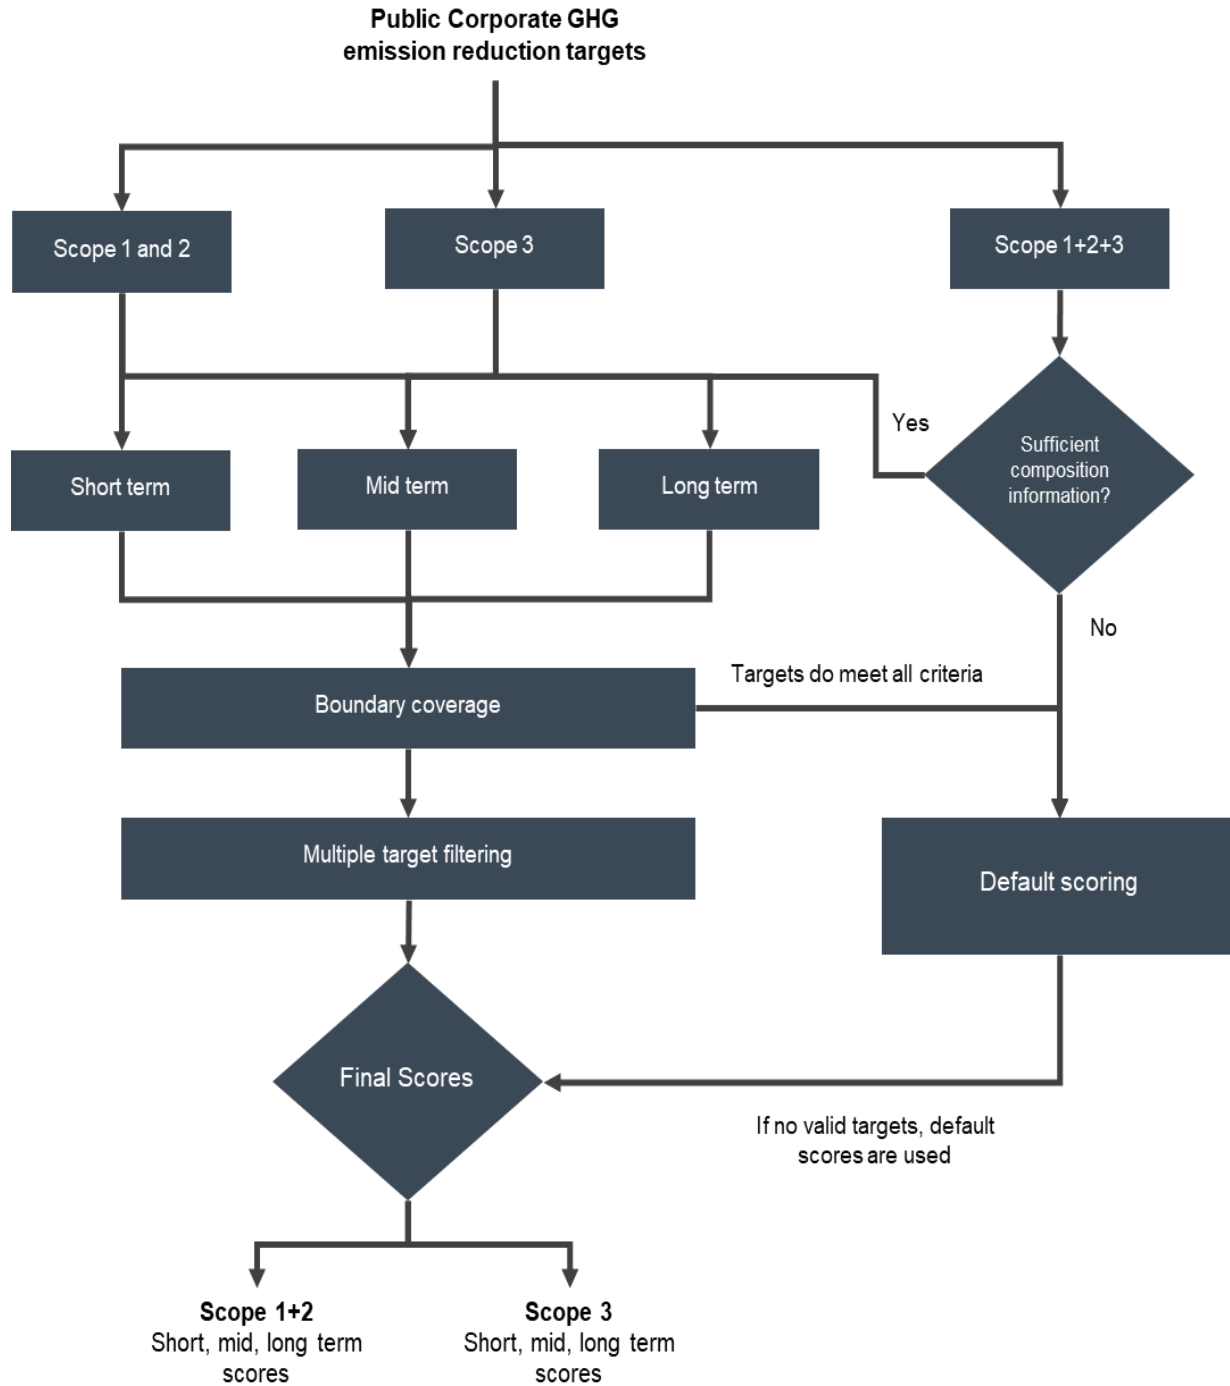 Public Corporate GHG
emission reduction targets
Scope 1 and 2
Scope 3
Scope 1+2+3
Yes
Sufficient
composition
information?
Short term
Mid term
Long term
No
Targets do meet all criteria
Boundary coverage
Multiple target filtering
Default scoring
Final Scores
If no valid targets, default
scores are used
Scope 1+2
Short, mid, long term
scores
Scope 3
Short, mid, long term
scores